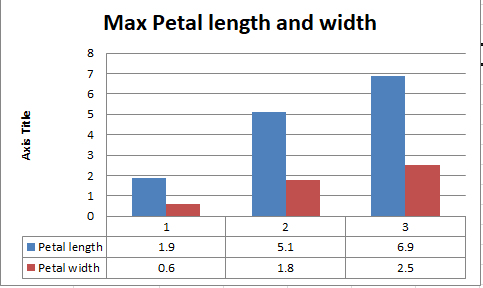 Max Petal length and width
8
7
6
5
4
3
2
1
0
Axis Title
1 2 3
Petal length 1.9 5.1 6.9
Petal width 0.6 1.8 2.5